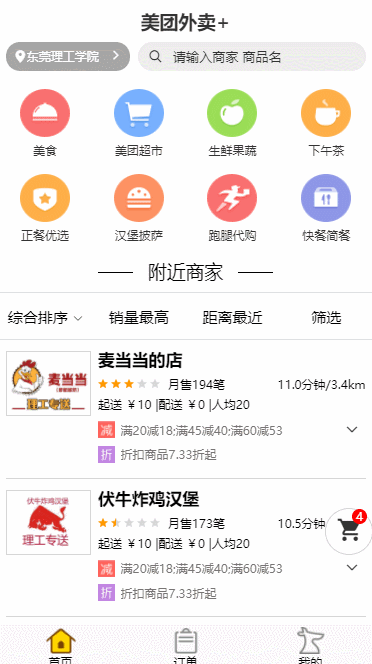 美团外卖+
东莞理工学院 请输入商家 商品名
美食 美团超市 生鲜果蔬 下午茶
正餐优选 汉堡披萨 跑腿代购 快餐简餐
附近商家
综合排序 销量最高 距离最近 筛选
麦当当的店
麦当当
理工专送
月售194笔 11.0分钟/3.4km
起送 ￥10 |配送 ￥0 |人均20
减 满20减18;满45减40;满60减53
折 折扣商品7.33折起
伏牛炸鸡汉堡
伏牛炸鸡汉堡
理工专送
月售173笔 10.5分钟
4
起送 ￥10 |配送 ￥0 |人均20
减 满20减18;满45减40;满60减53
折 折扣商品7.33折起
首页 订单 我的